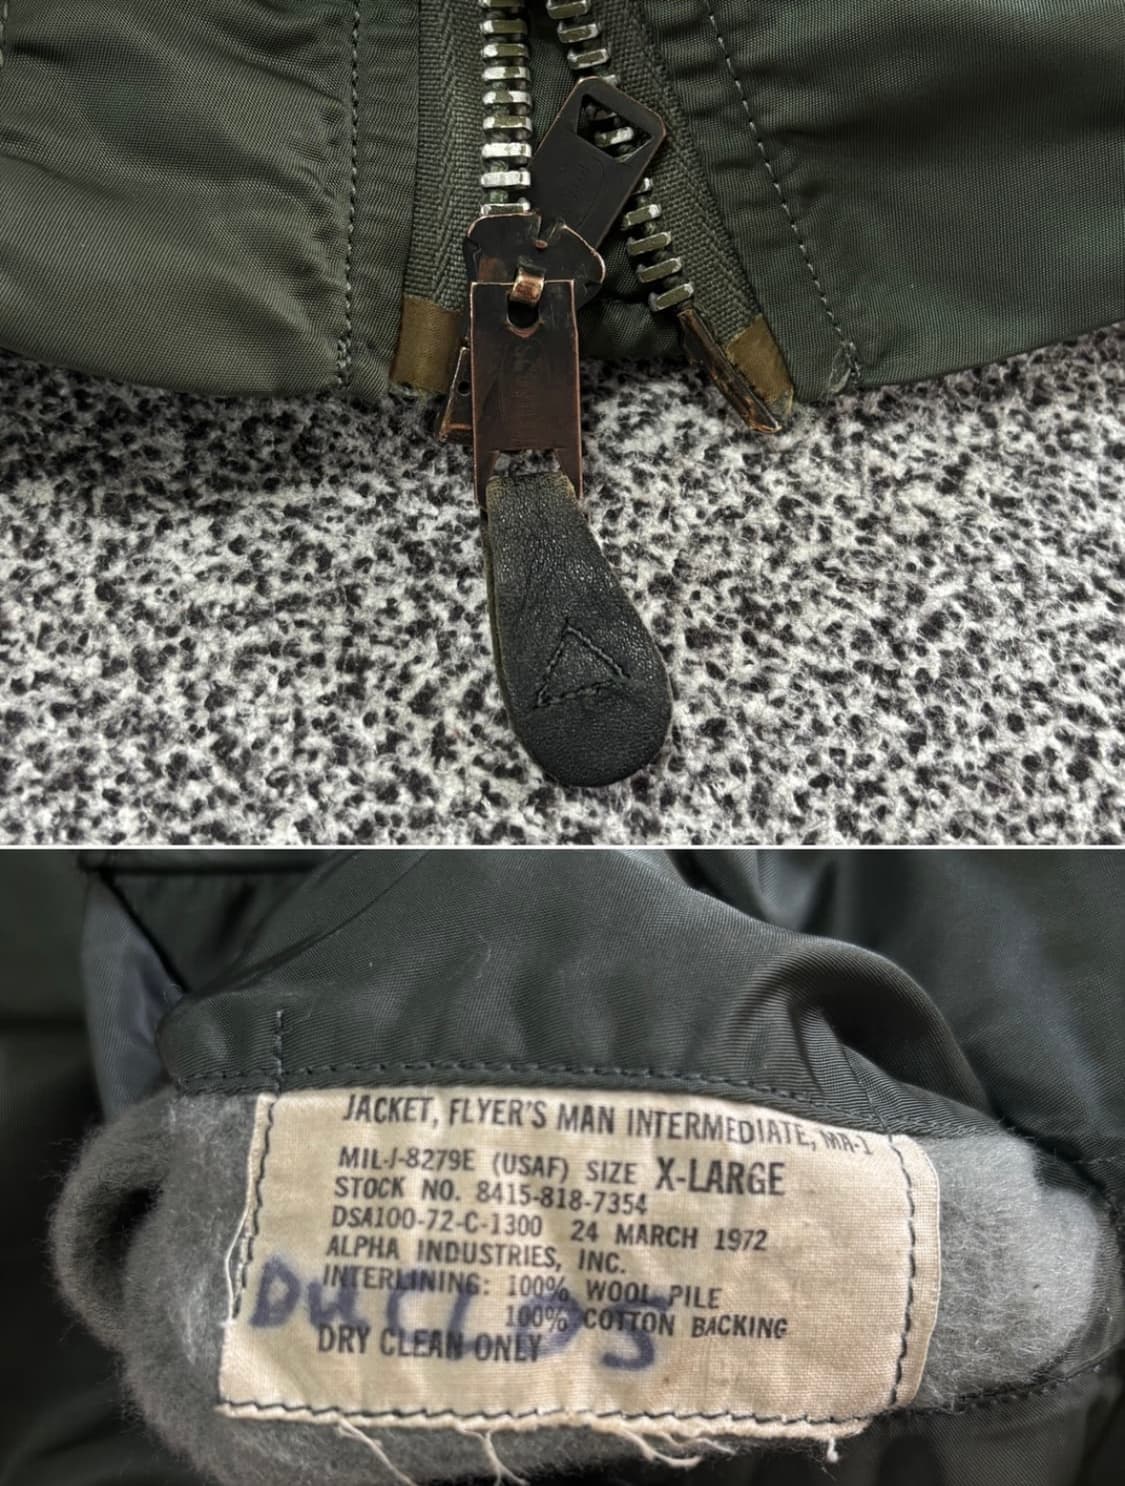 JACKET, FLYER'S MAN INTERMEDIATE, MA-1
MIL-J-8279E (USAF) SIZE X-LARGE
STOCK NO. 8415-818-7354
DSA100-72-C-1300 24 MARCH 1972
ALPHA INDUSTRIES, INC.
INTERLINING: 100% WOOL PILE
100% COTTON BACKING
DRY CLEAN ONLY